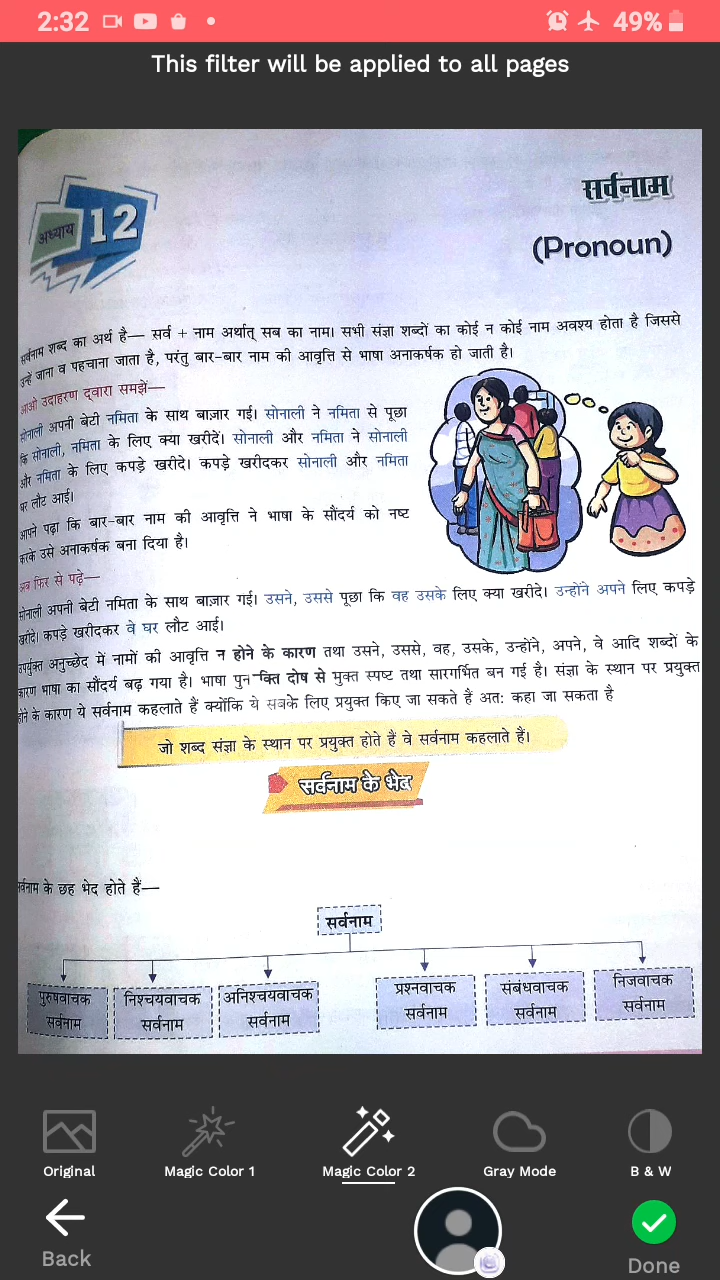 2:32
49%
This filter will be applied to all pages
अध्याय 12
सर्वनाम
(Pronoun)
सर्वनाम शब्द का अर्थ है— सर्व + नाम अर्थात् सब का नाम। सभी संज्ञा शब्दों का कोई न कोई नाम अवश्य होता है जिससे
उन्हें जाना व पहचाना जाता है, परंतु बार-बार नाम की आवृत्ति से भाषा अनाकर्षक हो जाती है।
आओ उदाहरण द्वारा समझें—
सोनाली अपनी बेटी नमिता के साथ बाज़ार गई। सोनाली ने नमिता से पूछा
कि सोनाली, नमिता के लिए क्या खरीदें। सोनाली और नमिता ने सोनाली
और नमिता के लिए कपड़े खरीदे। कपड़े खरीदकर सोनाली और नमिता
घर लौट आई।
आपने पढ़ा कि बार-बार नाम की आवृत्ति ने भाषा के सौंदर्य को नष्ट
करके उसे अनाकर्षक बना दिया है।
अब फिर से पढ़े—
सोनाली अपनी बेटी नमिता के साथ बाज़ार गई। उसने, उससे पूछा कि वह उसके लिए क्या खरीदे। उन्होंने अपने लिए कपड़े
खरीदे। कपड़े खरीदकर वे घर लौट आई।
उपर्युक्त अनुच्छेद में नामों की आवृत्ति न होने के कारण तथा उसने, उससे, वह, उसके, उन्होंने, अपने, वे आदि शब्दों के
कारण भाषा का सौंदर्य बढ़ गया है। भाषा दोष से मुक्त स्पष्ट तथा सारगर्भित बन गई है। संज्ञा के स्थान पर प्रयुक्त
होने के कारण ये सर्वनाम कहलाते हैं क्योंकि ये सबके लिए प्रयुक्त किए जा सकते हैं अत: कहा जा सकता है
जो शब्द संज्ञा के स्थान पर प्रयुक्त होते हैं वे सर्वनाम कहलाते हैं।
सर्वनाम के भेद
सर्वनाम के छह भेद होते हैं—
सर्वनाम
पुरुषवाचक सर्वनाम
निश्चयवाचक सर्वनाम
अनिश्चयवाचक सर्वनाम
प्रश्नवाचक सर्वनाम
संबंधवाचक सर्वनाम
निजवाचक सर्वनाम
Original
Magic Color 1
Magic Color 2
Gray Mode
B & W
Back
Done